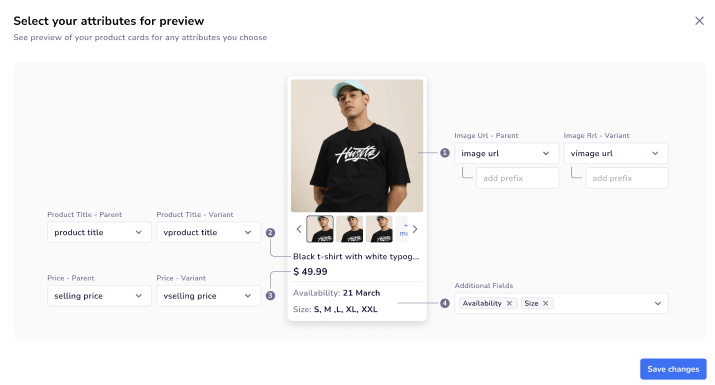 Select your attributes for preview
See preview of your product cards for any attributes you choose
Hustle
Image Url - Parent
Image Rrl - Variant
1
image url
vimage url
add prefix
add prefix
Product Title - Parent
Product Title - Variant
product title
vproduct title
2
Black t-shirt with white typog...
$ 49.99
Price - Parent
Price - Variant
selling price
vselling price
3
Availability: 21 March
Size: S, M ,L, XL, XXL
Additional Fields
4
Availability
Size
Save changes